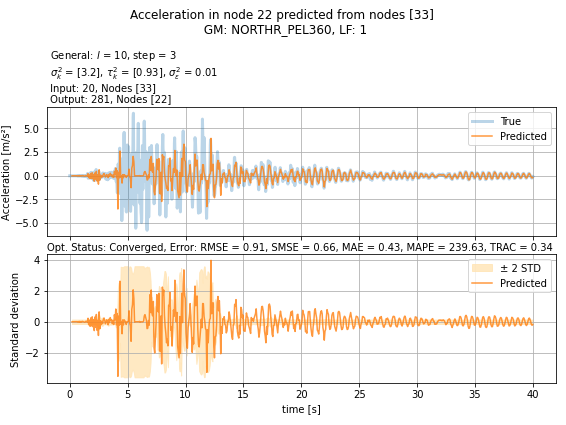 Acceleration in node 22 predicted from nodes [33]
GM: NORTHR_PEL360, LF: 1
General: l = 10, step = 3
σ²ₖ = [3.2], τ²ₖ = [0.93], σ²ε = 0.01
Input: 20, Nodes [33]
Output: 281, Nodes [22]
True
Predicted
5.0
2.5
0.0
−2.5
−5.0
Acceleration [m/s²]
Opt. Status: Converged, Error: RMSE = 0.91, SMSE = 0.66, MAE = 0.43, MAPE = 239.63, TRAC = 0.34
± 2 STD
Predicted
4
2
0
−2
Standard deviation
0 5 10 15 20 25 30 35 40
time [s]